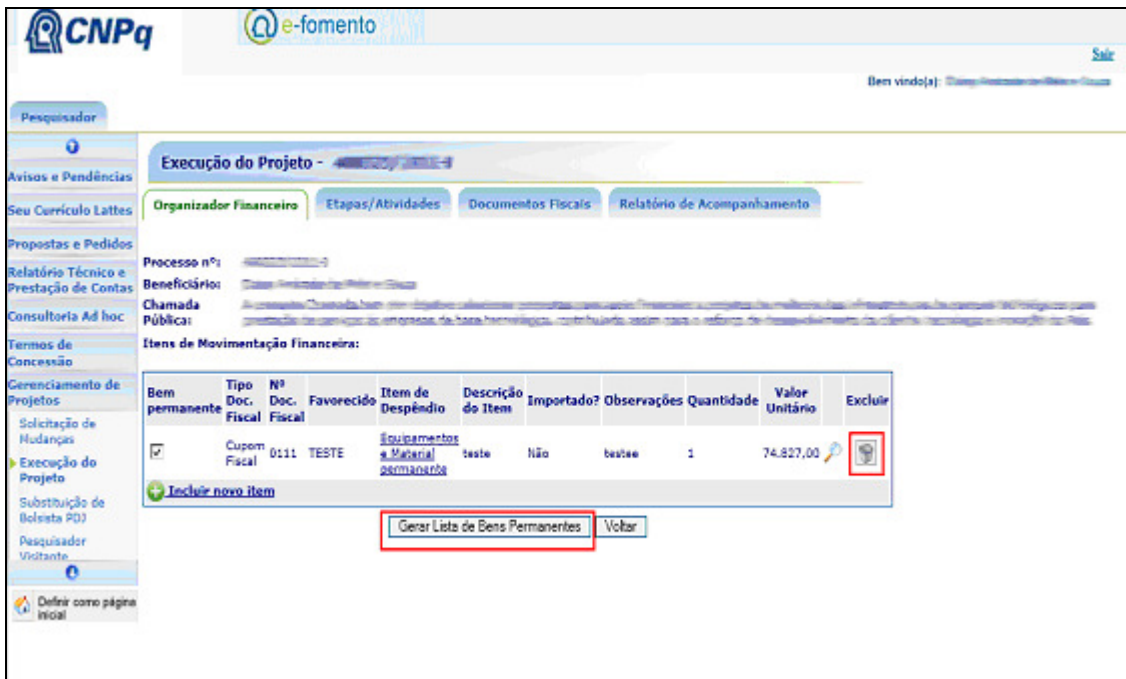 CNPq
e-fomento
Sair
Bem vindo(a):
Pesquisador
Avisos e Pendências
Seu Currículo Lattes
Propostas e Pedidos
Relatório Técnico e
Prestação de Contas
Consultoria Ad hoc
Termos de
Concessão
Gerenciamento de
Projetos
Solicitação de
Mudanças
Execução do
Projeto
Substituição de
Bolsista PDJ
Pesquisador
Visitante
Definir como página
inicial
Execução do Projeto -
Organizador Financeiro Etapas/Atividades Documentos Fiscais Relatório de Acompanhamento
Processo nº:
Beneficiário:
Chamada
Pública:
Itens de Movimentação Financeira:
Bem permanente Tipo Doc. Fiscal Nº Doc. Fiscal Favorecido Item de Despêndio Descrição do Item Importado? Observações Quantidade Valor Unitário Excluir
Cupom Fiscal 0111 TESTE Equipamentos e Material permanente teste Não testee 1 74.827,00
Incluir novo item
Gerar Lista de Bens Permanentes Voltar